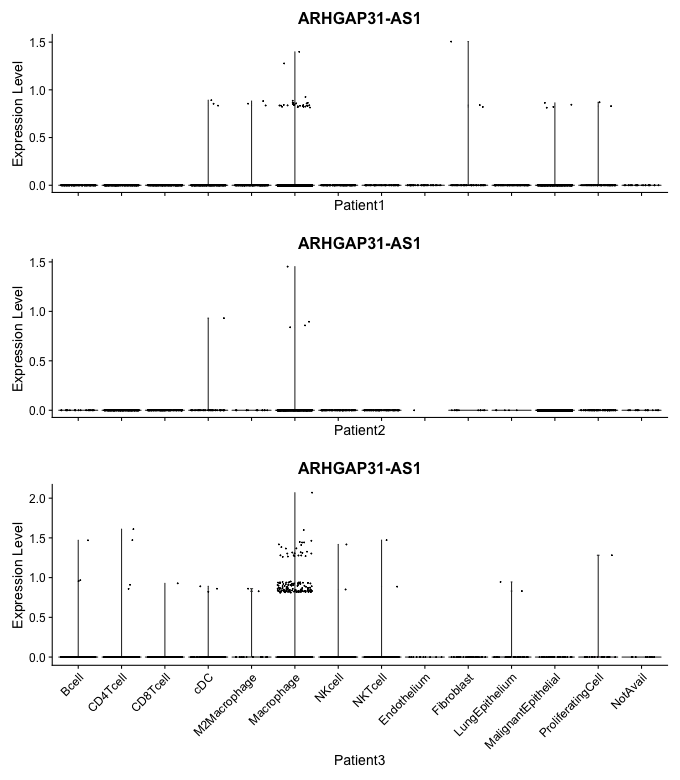 ARHGAP31-AS1
Expression Level
1.5
1.0
0.5
0.0
Patient1
ARHGAP31-AS1
Expression Level
1.5
1.0
0.5
0.0
Patient2
ARHGAP31-AS1
Expression Level
2.0
1.5
1.0
0.5
0.0
Bcell
CD4Tcell
CD8Tcell
cDC
M2Macrophage
Macrophage
NKcell
NKTcell
Endothelium
Fibroblast
LungEpithelium
MalignantEpithelial
ProliferatingCell
NotAvail
Patient3